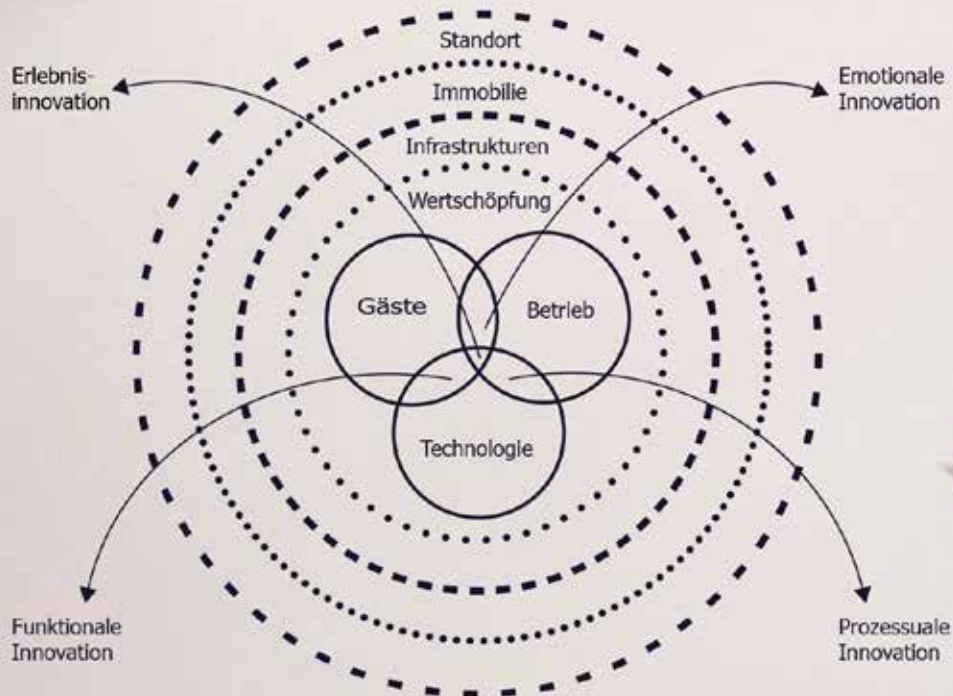 Standort
Erlebnis-
innovation
Emotionale
Innovation
Immobilie
Infrastrukturen
Wertschöpfung
Gäste
Betrieb
Technologie
Funktionale
Innovation
Prozessuale
Innovation